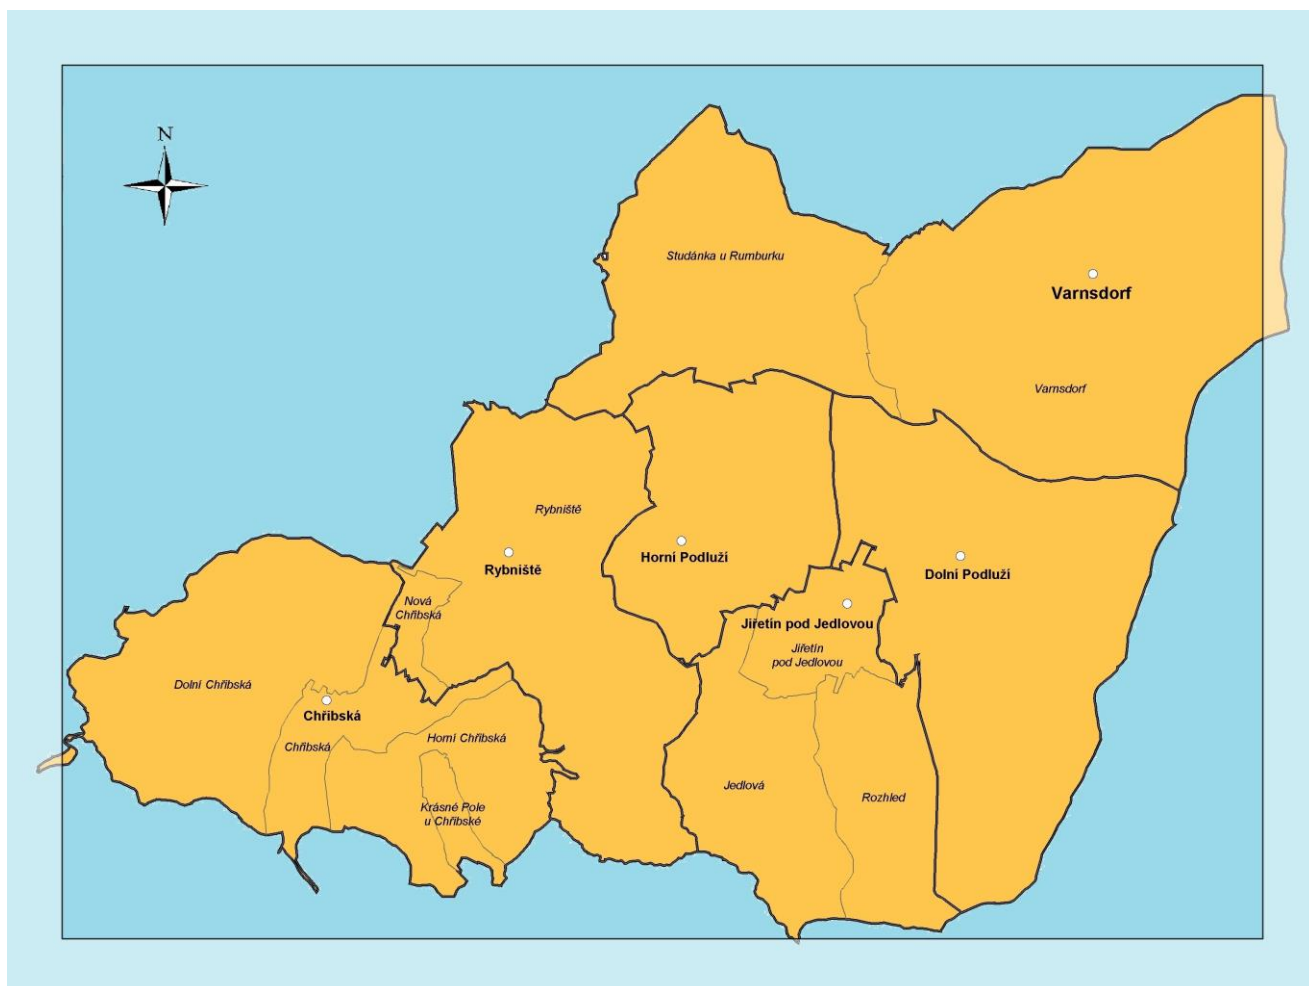 N
Studánka u Rumburku
Varnsdorf
Varnsdorf
Rybniště
Rybniště
Horní Podluží
Dolní Podluží
Nová
Chřibská
Jiřetín pod Jedlovou
Jiřetín
pod Jedlovou
Dolní Chřibská
Chřibská
Chřibská
Horní Chřibská
Jedlová
Rozhled
Krásné Pole
u Chřibské